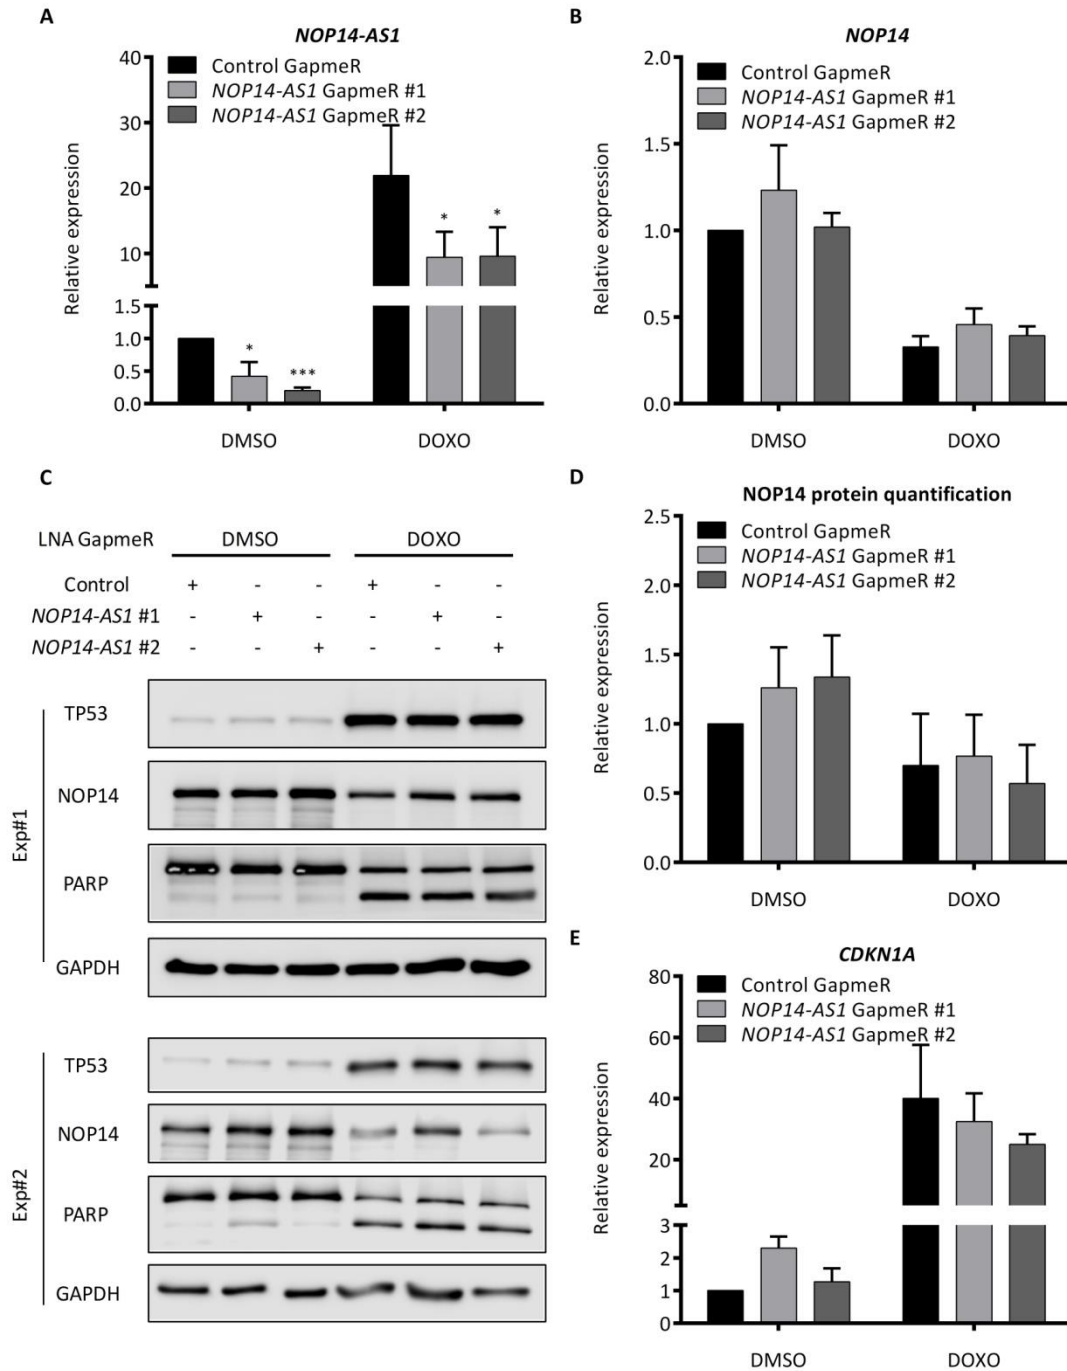 A
NOP14-AS1
40
30
20
10
1.5
1.0
0.5
0.0
Relative expression
Control GapmeR
NOP14-AS1 GapmeR #1
NOP14-AS1 GapmeR #2
*
***
*
*
DMSO
DOXO
B
NOP14
2.0
1.5
1.0
0.5
0.0
Relative expression
Control GapmeR
NOP14-AS1 GapmeR #1
NOP14-AS1 GapmeR #2
DMSO
DOXO
C
LNA GapmeR DMSO DOXO
Control + - - + - -
NOP14-AS1 #1 - + - - + -
NOP14-AS1 #2 - - + - - +
Exp#1
TP53
NOP14
PARP
GAPDH
Exp#2
TP53
NOP14
PARP
GAPDH
D
NOP14 protein quantification
2.5
2.0
1.5
1.0
0.5
0.0
Relative expression
Control GapmeR
NOP14-AS1 GapmeR #1
NOP14-AS1 GapmeR #2
DMSO
DOXO
E
CDKN1A
80
60
40
20
3
2
1
0
Relative expression
Control GapmeR
NOP14-AS1 GapmeR #1
NOP14-AS1 GapmeR #2
DMSO
DOXO